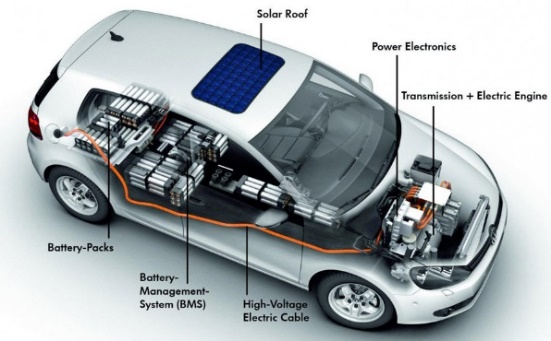 Solar Roof
Power Electronics
Transmission + Electric Engine
Battery-Packs
Battery-
Management-
System (BMS)
High-Voltage
Electric Cable